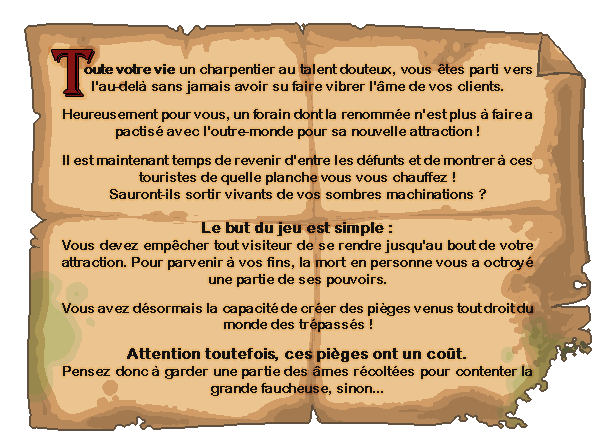 Toute votre vie un charpentier au talent douteux, vous êtes parti vers
l'au-delà sans jamais avoir su faire vibrer l'âme de vos clients.
Heureusement pour vous, un forain dont la renommée n'est plus à faire a
pactisé avec l'outre-monde pour sa nouvelle attraction !
Il est maintenant temps de revenir d'entre les défunts et de montrer à ces
touristes de quelle planche vous vous chauffez !
Sauront-ils sortir vivants de vos sombres machinations ?
Le but du jeu est simple :
Vous devez empêcher tout visiteur de se rendre jusqu'au bout de votre
attraction. Pour parvenir à vos fins, la mort en personne vous a octroyé
une partie de ses pouvoirs.
Vous avez désormais la capacité de créer des pièges venus tout droit du
monde des trépassés !
Attention toutefois, ces pièges ont un coût.
Pensez donc à garder une partie des âmes récoltées pour contenter la
grande faucheuse, sinon...